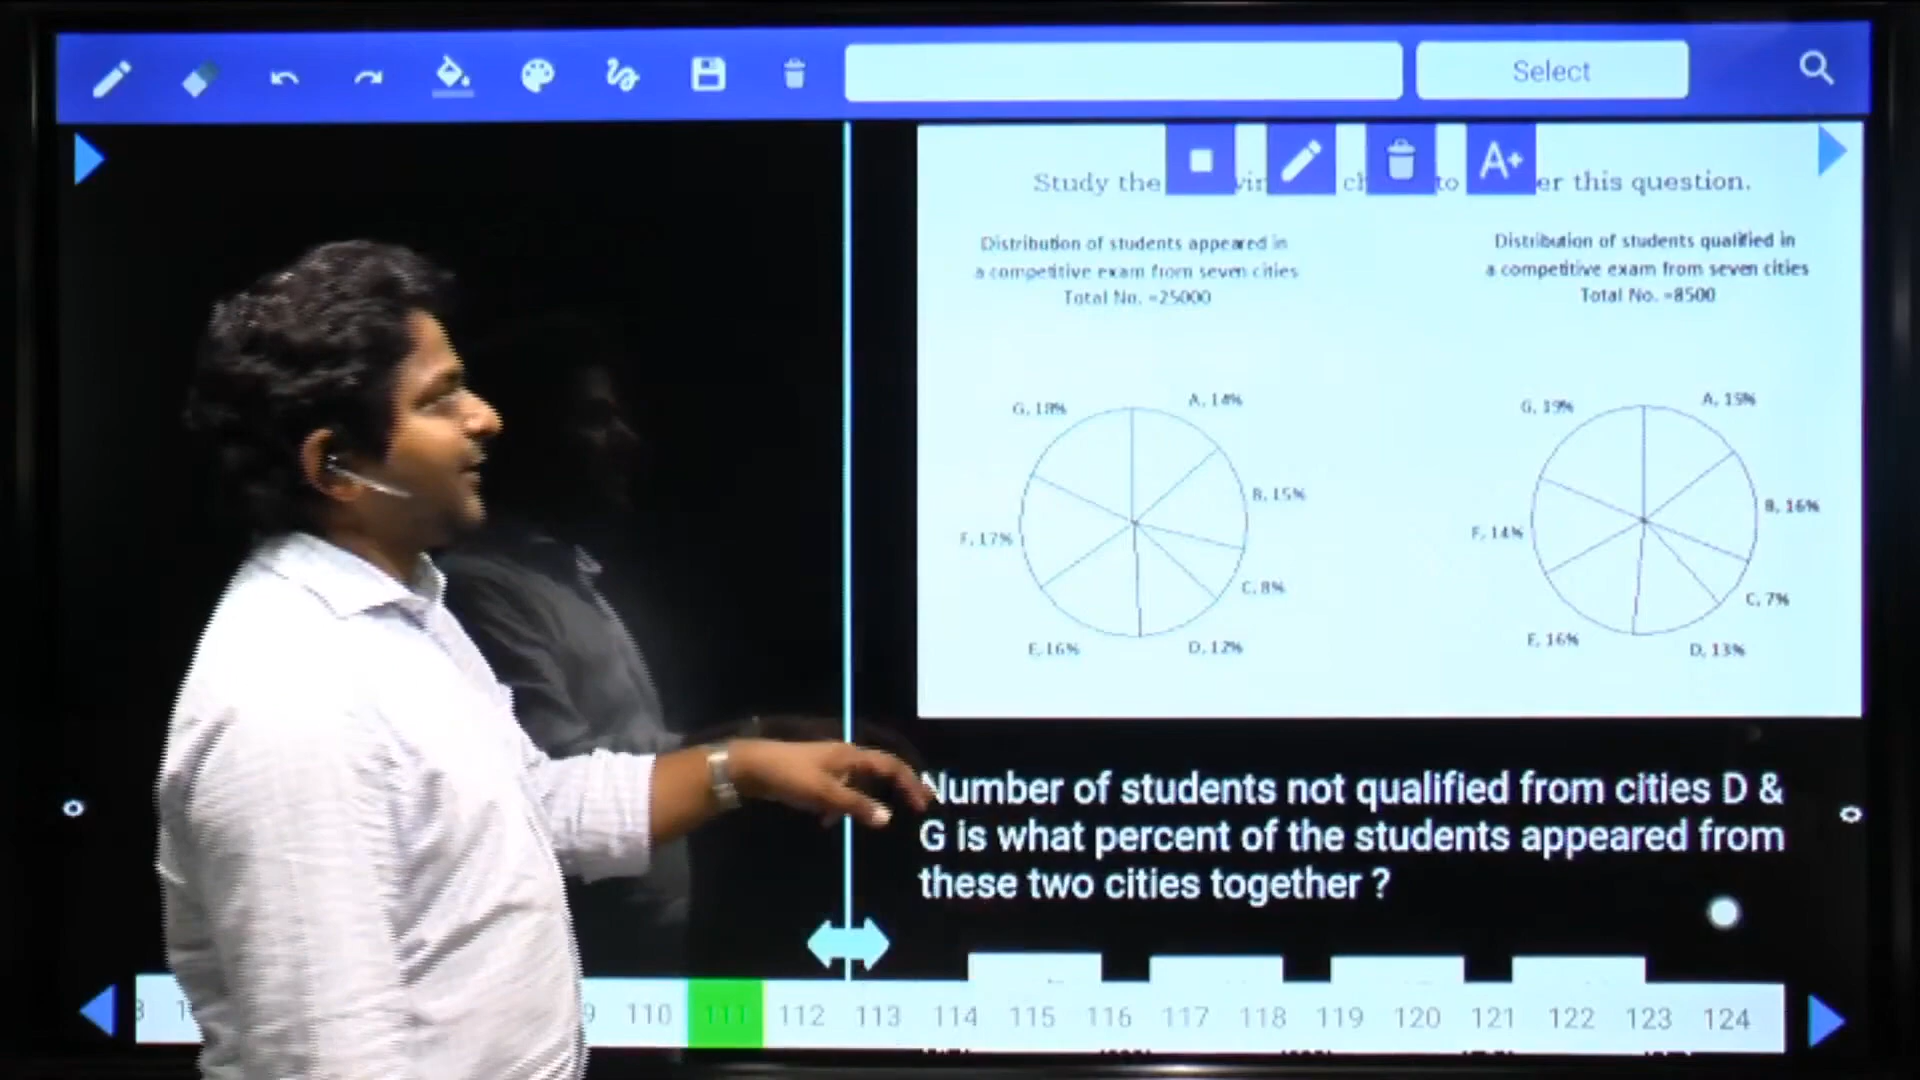 Select
A+
Study the to this question.
Distribution of students appeared in
a competitive exam from seven cities
Total No. =25000
Distribution of students qualified in
a competitive exam from seven cities
Total No. =8500
G, 18%
A, 14%
B, 15%
F, 17%
C, 8%
E, 16%
D, 12%
G, 19%
A, 15%
B, 16%
F, 14%
C, 7%
E, 16%
D, 13%
Number of students not qualified from cities D &
G is what percent of the students appeared from
these two cities together ?
110 111 112 113 114 115 116 117 118 119 120 121 122 123 124